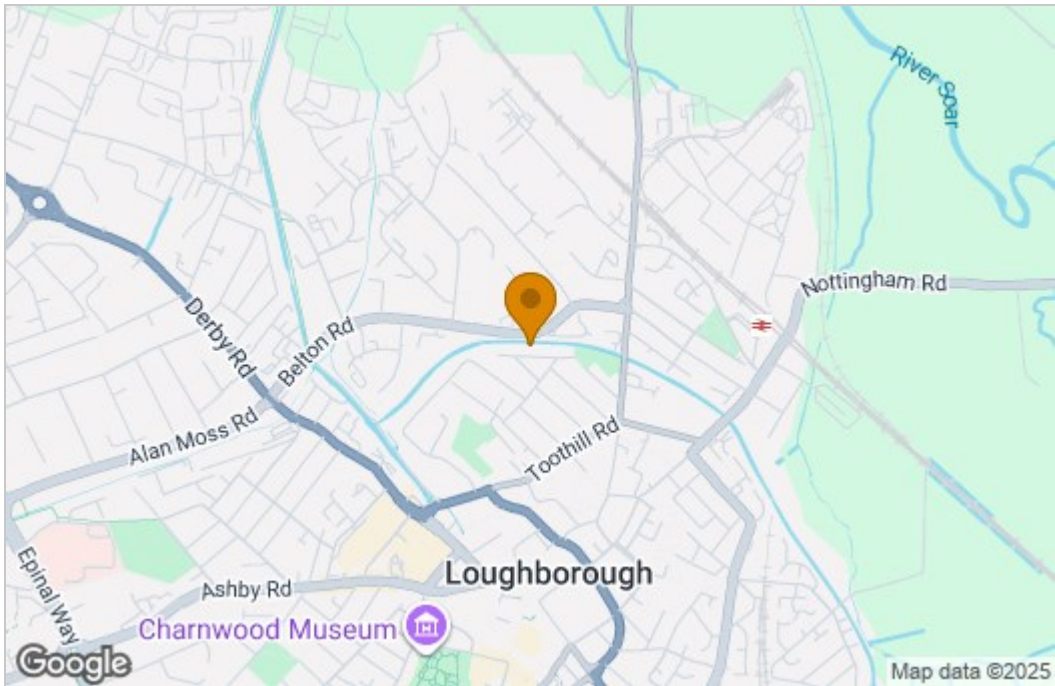 River Soar
Nottingham Rd
Derby Rd
Belton Rd
Alan Moss Rd
Toothill Rd
Epinal Way
Loughborough
Ashby Rd
Charnwood Museum
Google
Map data ©2025